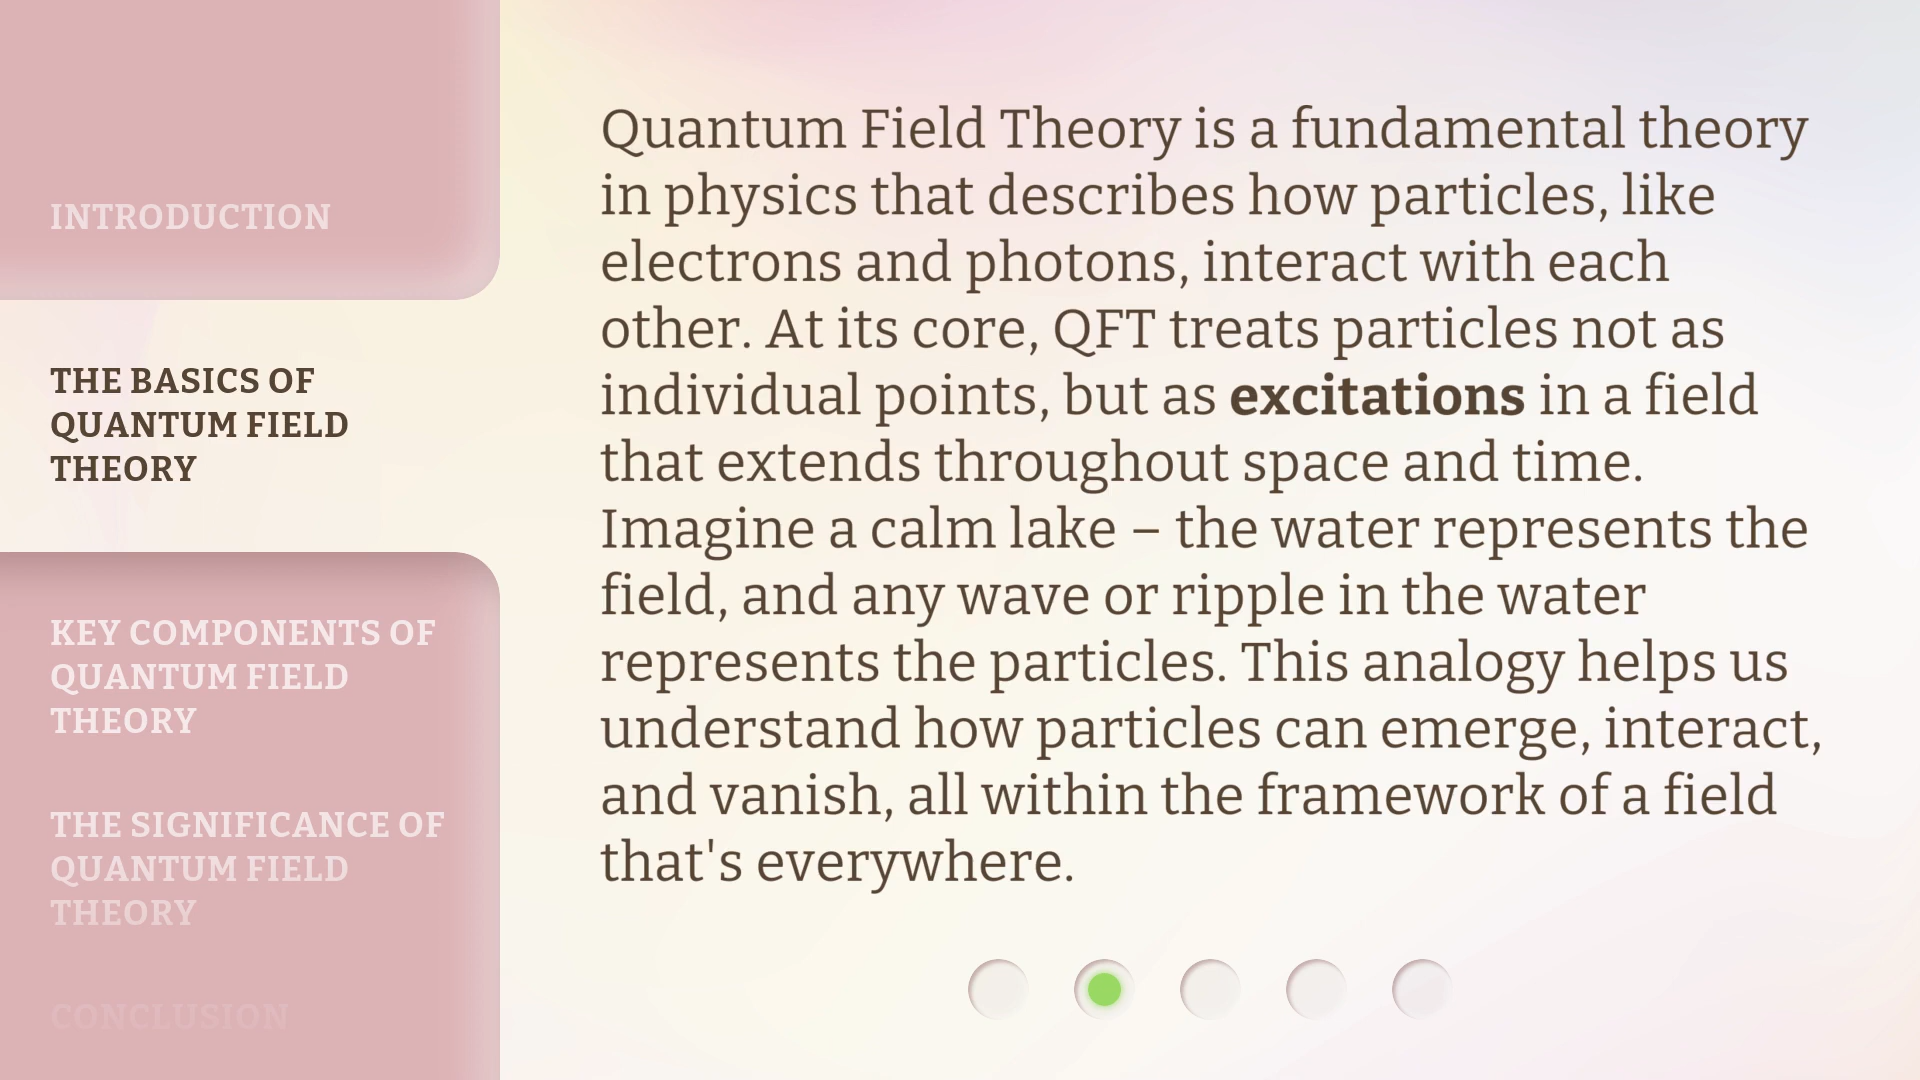 INTRODUCTION
THE BASICS OF
QUANTUM FIELD
THEORY
KEY COMPONENTS OF
QUANTUM FIELD
THEORY
THE SIGNIFICANCE OF
QUANTUM FIELD
THEORY
CONCLUSION
Quantum Field Theory is a fundamental theory
in physics that describes how particles, like
electrons and photons, interact with each
other. At its core, QFT treats particles not as
individual points, but as excitations in a field
that extends throughout space and time.
Imagine a calm lake – the water represents the
field, and any wave or ripple in the water
represents the particles. This analogy helps us
understand how particles can emerge, interact,
and vanish, all within the framework of a field
that's everywhere.